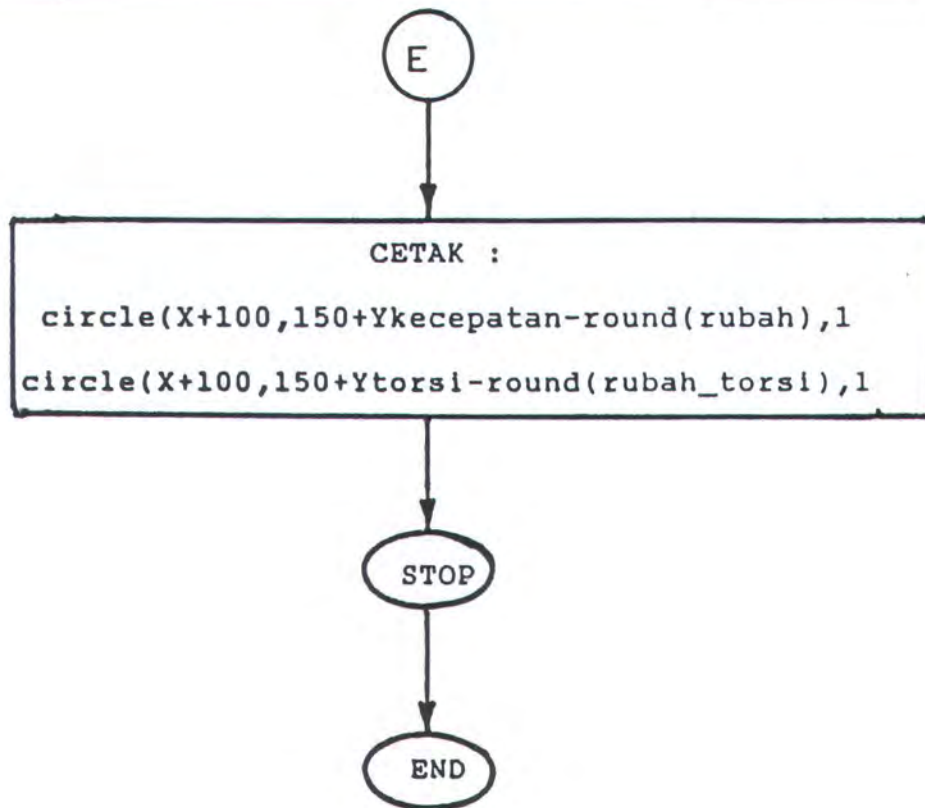 E
CETAK :
circle(X+100,150+Ykecepatan-round(rubah),1
circle(X+100,150+Ytorsi-round(rubah_torsi),1
STOP
END